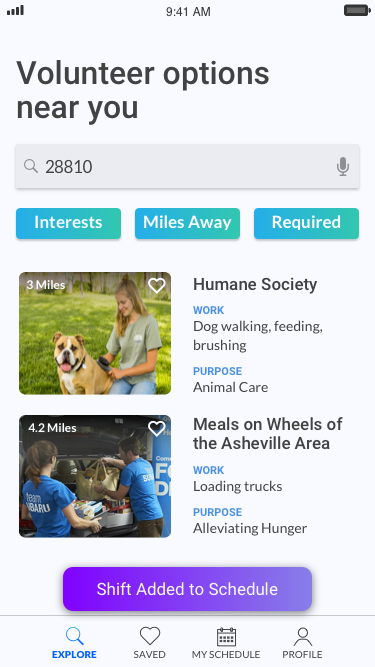 9:41 AM
Volunteer options
near you
28810
Interests
Miles Away
Required
3 Miles
Humane Society
WORK
Dog walking, feeding,
brushing
PURPOSE
Animal Care
4.2 Miles
Meals on Wheels of
the Asheville Area
WORK
Loading trucks
PURPOSE
Alleviating Hunger
team
Shift Added to Schedule
EXPLORE
SAVED
MY SCHEDULE
PROFILE